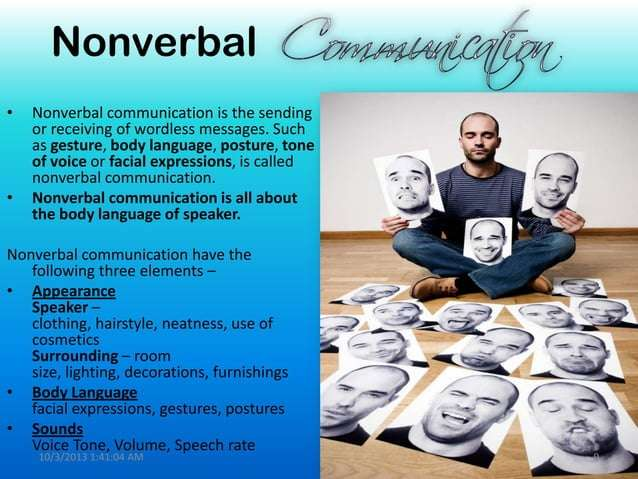 Nonverbal Communication
• Nonverbal communication is the sending
or receiving of wordless messages. Such
as gesture, body language, posture, tone
of voice or facial expressions, is called
nonverbal communication.
• Nonverbal communication is all about
the body language of speaker.
Nonverbal communication have the
following three elements –
• Appearance
Speaker –
clothing, hairstyle, neatness, use of
cosmetics
Surrounding – room
size, lighting, decorations, furnishings
• Body Language
facial expressions, gestures, postures
• Sounds
Voice Tone, Volume, Speech rate
10/3/2013 1:41:04 AM
9